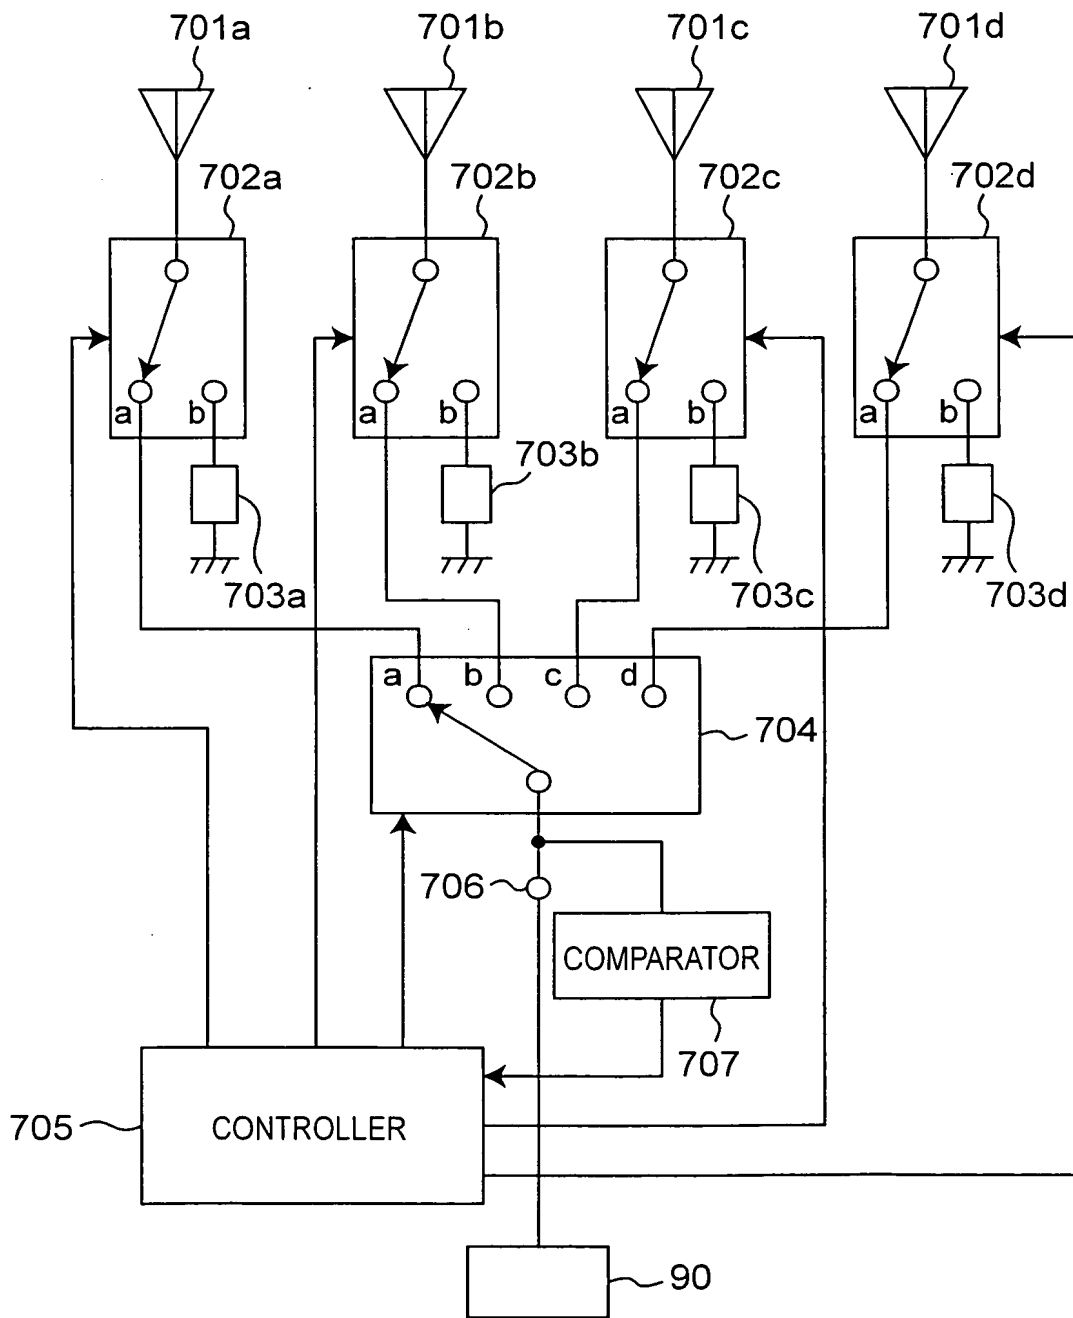 701a 701b 701c 701d
702a 702b 702c 702d
a b a b a b a b
703b
703a 703c 703d
a b c d
704
706
COMPARATOR
707
705 CONTROLLER
90